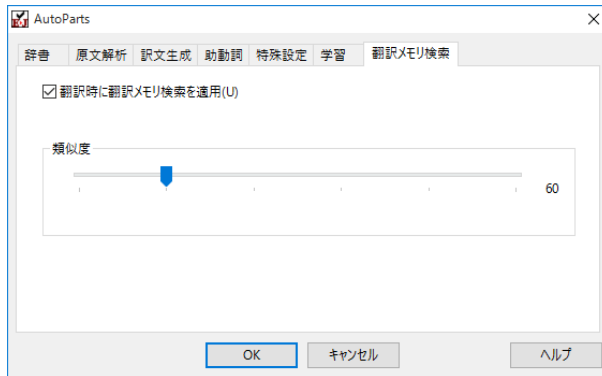 AutoParts
辞書 原文解析 訳文生成 助動詞 特殊設定 学習 翻訳メモリ検索
翻訳時に翻訳メモリ検索を適用(U)
類似度
60
OK キャンセル ヘルプ